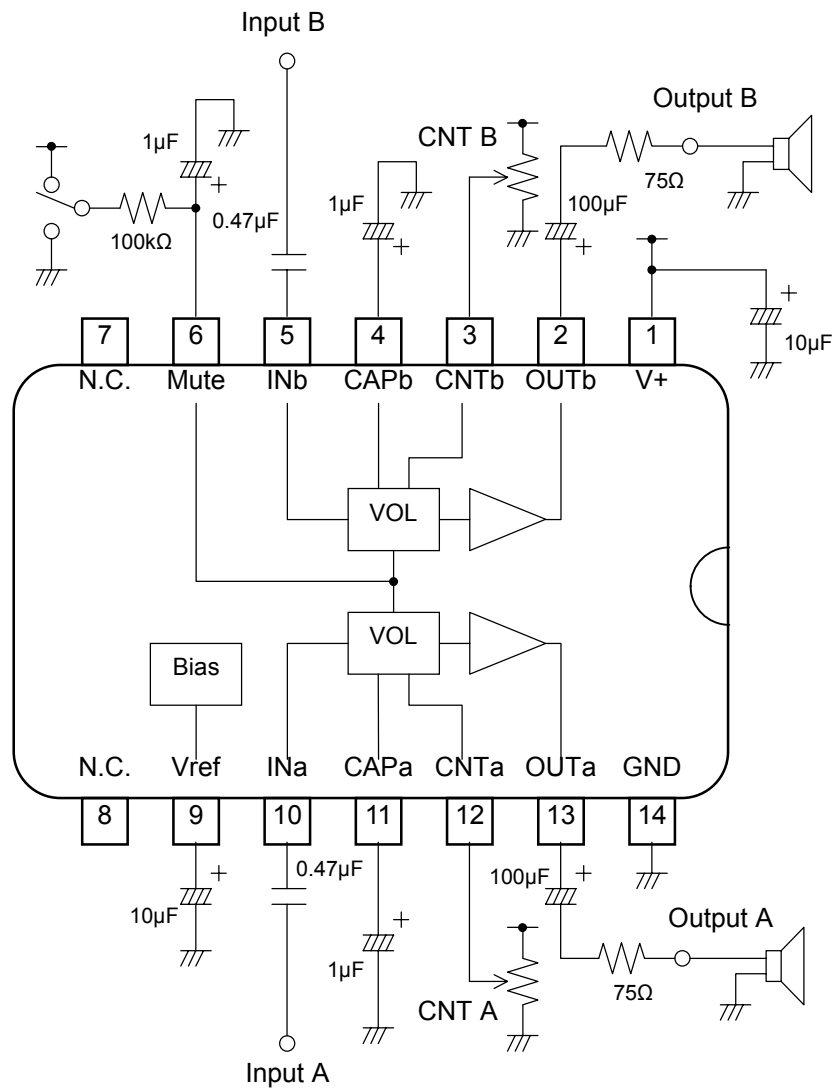 Input B
Output B
CNT B
1µF
+
1µF
+
75Ω
100kΩ
0.47µF
100µF
+
+
10µF
7
6
5
4
3
2
1
N.C.
Mute
INb
CAPb
CNTb
OUTb
V+
VOL
VOL
Bias
N.C.
Vref
INa
CAPa
CNTa
OUTa
GND
8
9
10
11
12
13
14
+
10µF
0.47µF
+
1µF
100µF
+
Output A
75Ω
CNT A
Input A